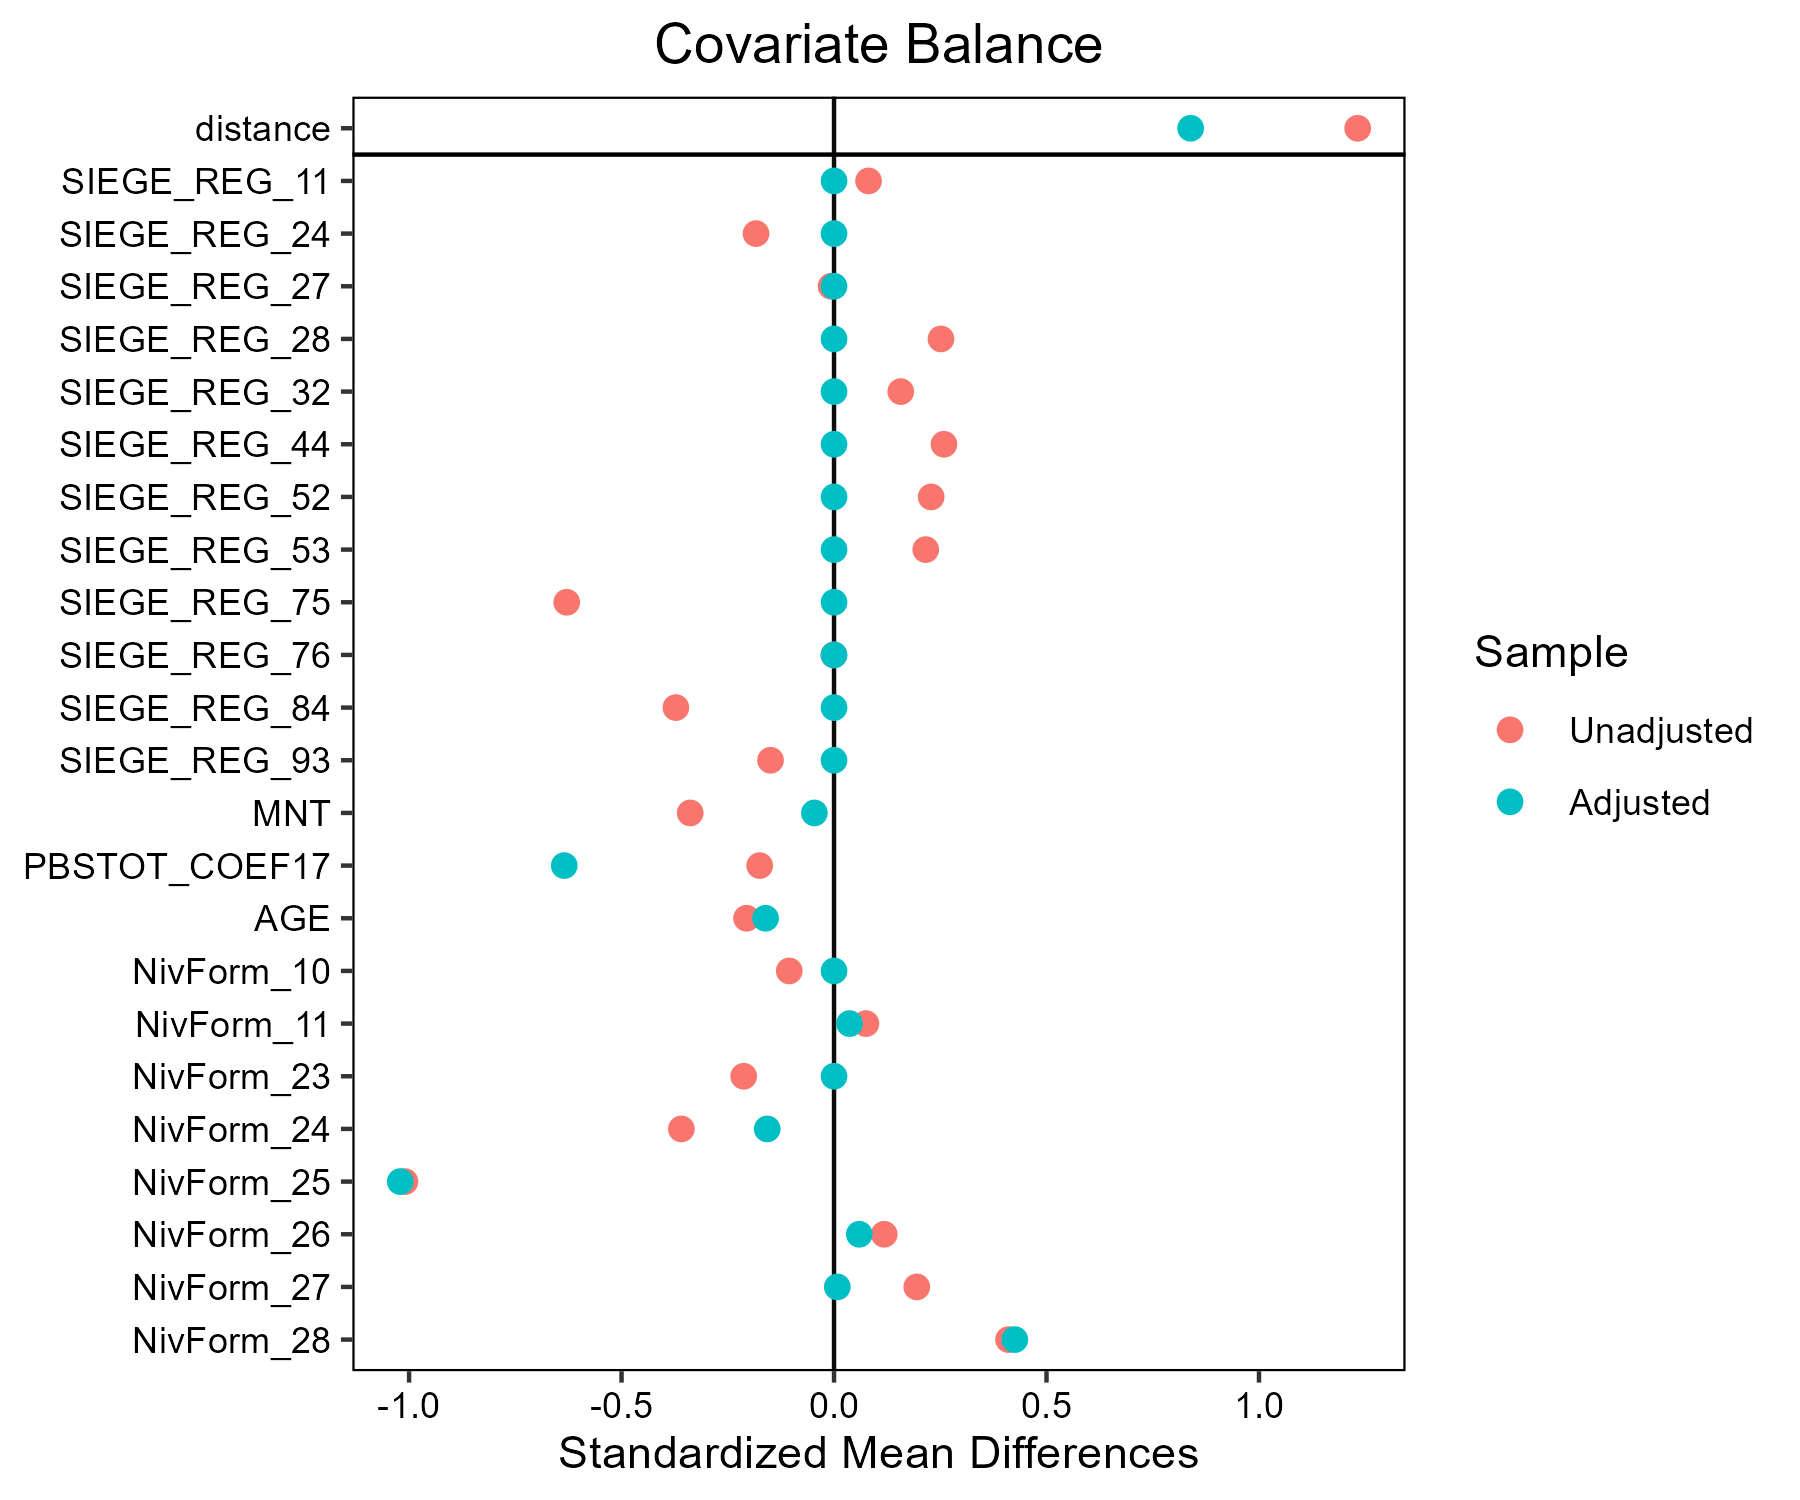 Covariate Balance
distance
SIEGE_REG_11
SIEGE_REG_24
SIEGE_REG_27
SIEGE_REG_28
SIEGE_REG_32
SIEGE_REG_44
SIEGE_REG_52
SIEGE_REG_53
SIEGE_REG_75
SIEGE_REG_76
SIEGE_REG_84
SIEGE_REG_93
MNT
PBSTOT_COEF17
AGE
NivForm_10
NivForm_11
NivForm_23
NivForm_24
NivForm_25
NivForm_26
NivForm_27
NivForm_28
-1.0 -0.5 0.0 0.5 1.0
Standardized Mean Differences
Sample
Unadjusted
Adjusted